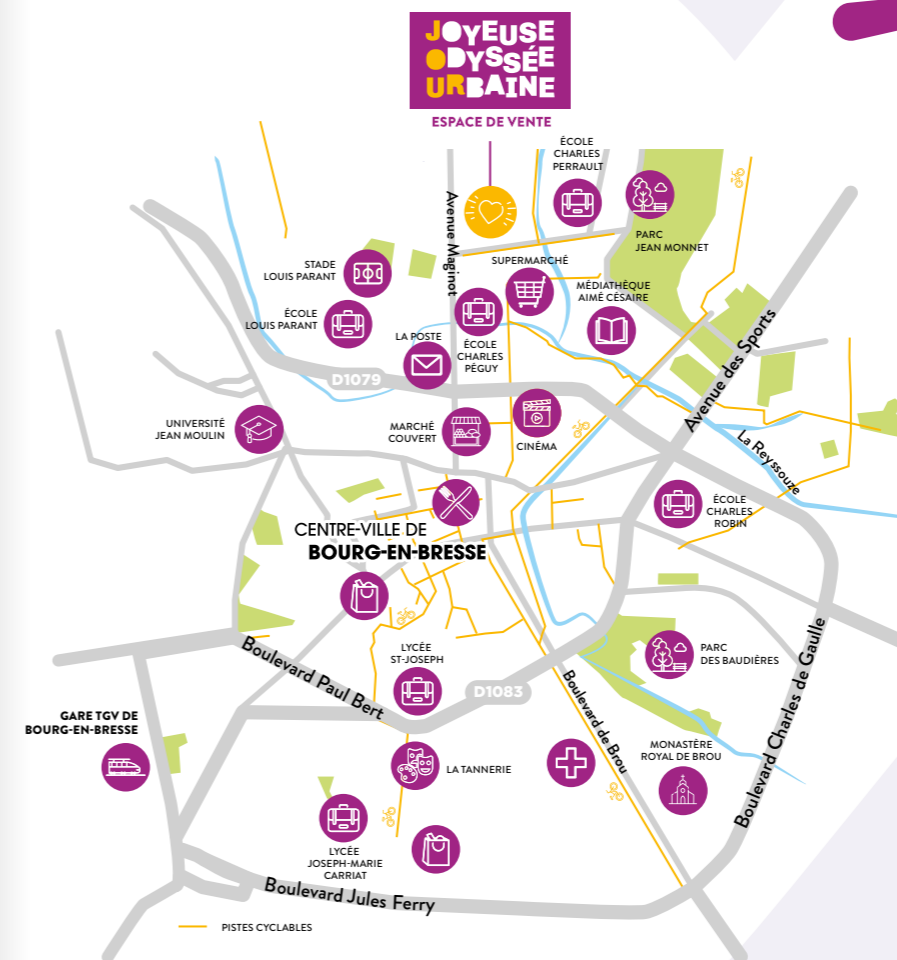 JOYEUSE
ODYSSÉE
URBAINE
ESPACE DE VENTE
ÉCOLE
CHARLES
PERRAULT
Avenue Maginot
PARC
JEAN MONNET
STADE
LOUIS PARANT
SUPERMARCHÉ
MÉDIATHÈQUE
AIMÉ CÉSAIRE
ÉCOLE
LOUIS PARANT
LA POSTE
ÉCOLE
CHARLES
PÉGUY
Avenue des Sports
D1079
UNIVERSITÉ
JEAN MOULIN
MARCHÉ
COUVERT
CINÉMA
La Reyssouze
ÉCOLE
CHARLES
ROBIN
CENTRE-VILLE DE
BOURG-EN-BRESSE
LYCÉE
ST-JOSEPH
PARC
DES BAUDIÈRES
Boulevard Paul Bert
D1083
Boulevard de Brou
Boulevard Charles de Gaulle
GARE TGV DE
BOURG-EN-BRESSE
LA TANNERIE
MONASTÈRE
ROYAL DE BROU
LYCÉE
JOSEPH-MARIE
CARRIAT
Boulevard Jules Ferry
PISTES CYCLABLES